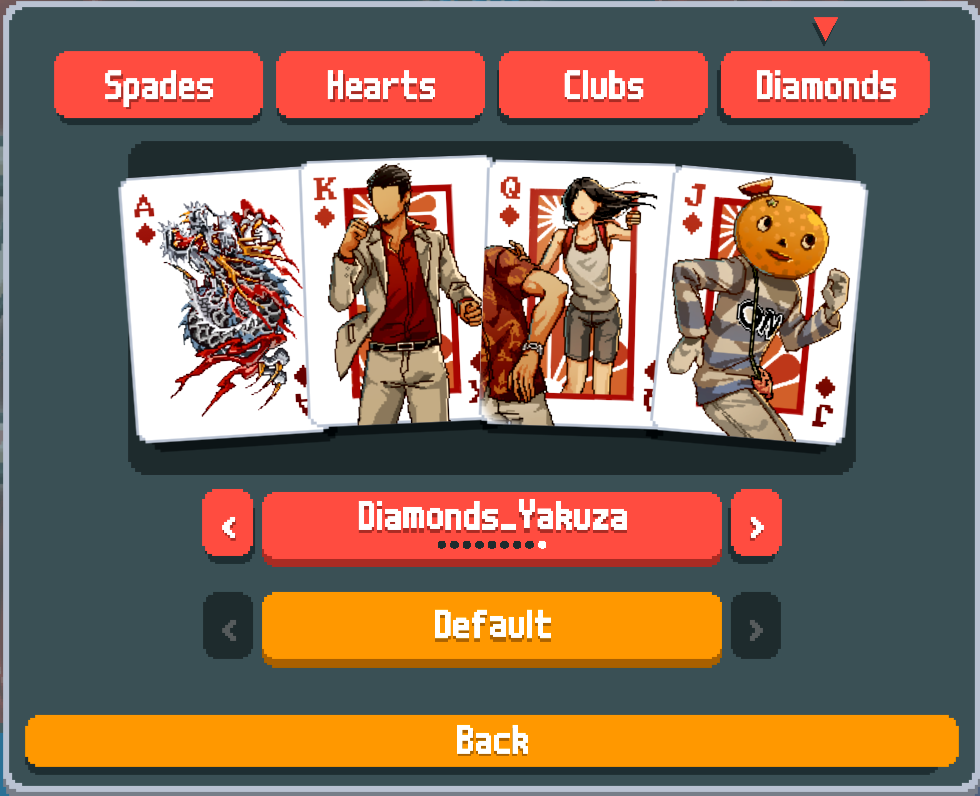 Spades Hearts Clubs Diamonds
A K Q J
J
Diamonds_Yakuza
Default
Back